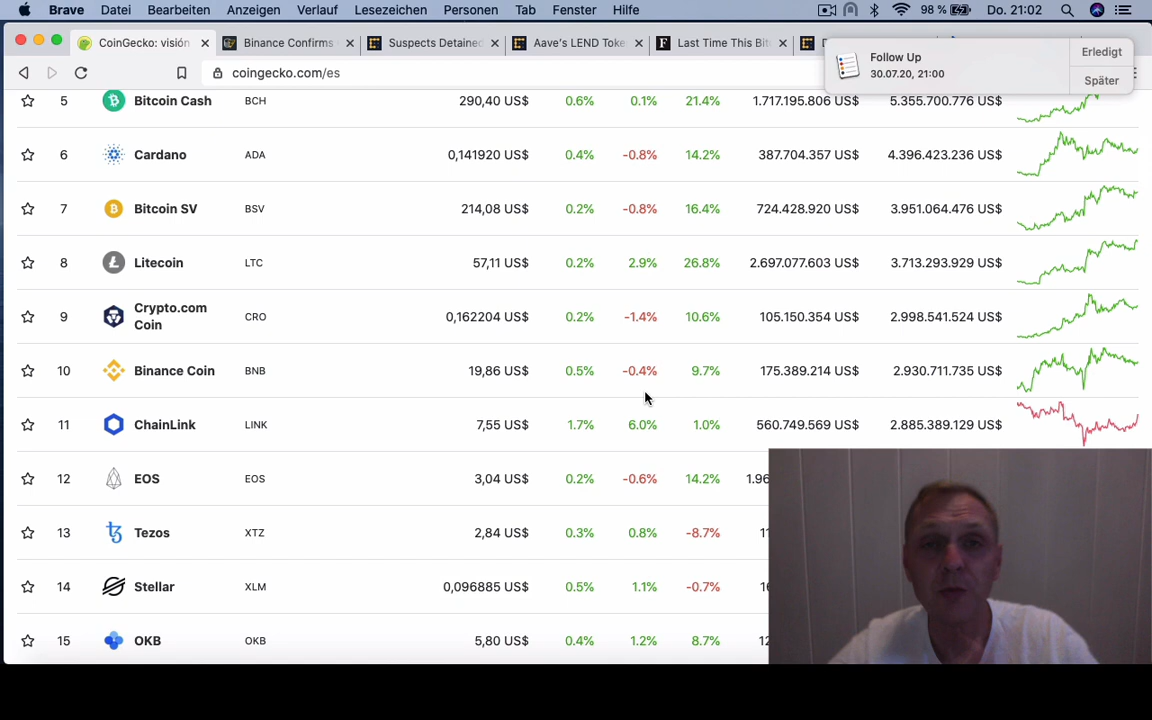 Brave Datei Bearbeiten Anzeigen Verlauf Lesezeichen Personen Tab Fenster Hilfe 98 % Do. 21:02
CoinGecko: visión Binance Confirms Suspects Detained Aave's LEND Toke Last Time This Bit
coingecko.com/es
Follow Up
30.07.20, 21:00
Erledigt
Später
5 Bitcoin Cash BCH 290,40 US$ 0.6% 0.1% 21.4% 1.717.195.806 US$ 5.355.700.776 US$
6 Cardano ADA 0,141920 US$ 0.4% -0.8% 14.2% 387.704.357 US$ 4.396.423.236 US$
7 Bitcoin SV BSV 214,08 US$ 0.2% -0.8% 16.4% 724.428.920 US$ 3.951.064.476 US$
8 Litecoin LTC 57,11 US$ 0.2% 2.9% 26.8% 2.697.077.603 US$ 3.713.293.929 US$
9 Crypto.com Coin CRO 0,162204 US$ 0.2% -1.4% 10.6% 105.150.354 US$ 2.998.541.524 US$
10 Binance Coin BNB 19,86 US$ 0.5% -0.4% 9.7% 175.389.214 US$ 2.930.711.735 US$
11 ChainLink LINK 7,55 US$ 1.7% 6.0% 1.0% 560.749.569 US$ 2.885.389.129 US$
12 EOS EOS 3,04 US$ 0.2% -0.6% 14.2% 1.96
13 Tezos XTZ 2,84 US$ 0.3% 0.8% -8.7% 11
14 Stellar XLM 0,096885 US$ 0.5% 1.1% -0.7% 16
15 OKB OKB 5,80 US$ 0.4% 1.2% 8.7% 12